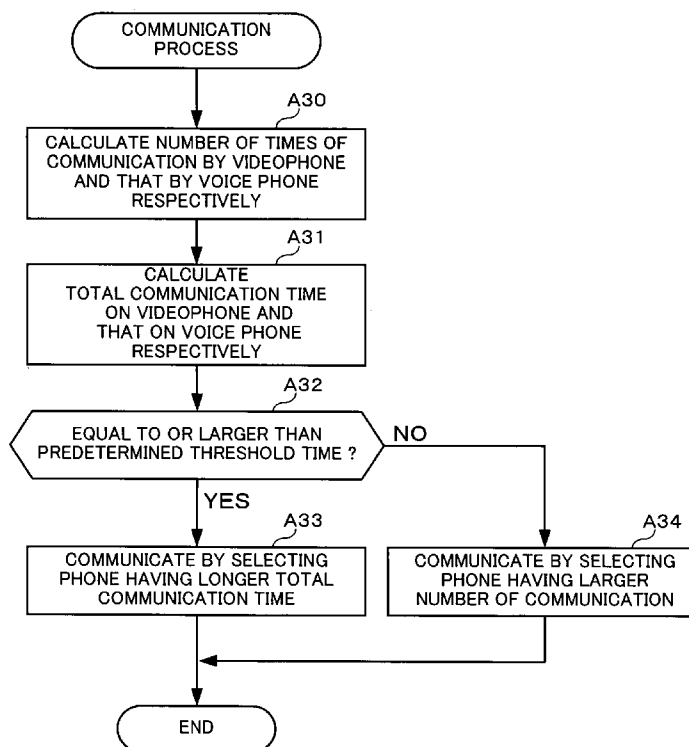 COMMUNICATION
PROCESS
A30
CALCULATE NUMBER OF TIMES OF
COMMUNICATION BY VIDEOPHONE
AND THAT BY VOICE PHONE
RESPECTIVELY
A31
CALCULATE
TOTAL COMMUNICATION TIME
ON VIDEOPHONE AND
THAT ON VOICE PHONE
RESPECTIVELY
A32
EQUAL TO OR LARGER THAN
PREDETERMINED THRESHOLD TIME ?
NO
YES
A33
COMMUNICATE BY SELECTING
PHONE HAVING LONGER TOTAL
COMMUNICATION TIME
A34
COMMUNICATE BY SELECTING
PHONE HAVING LARGER
NUMBER OF COMMUNICATION
END